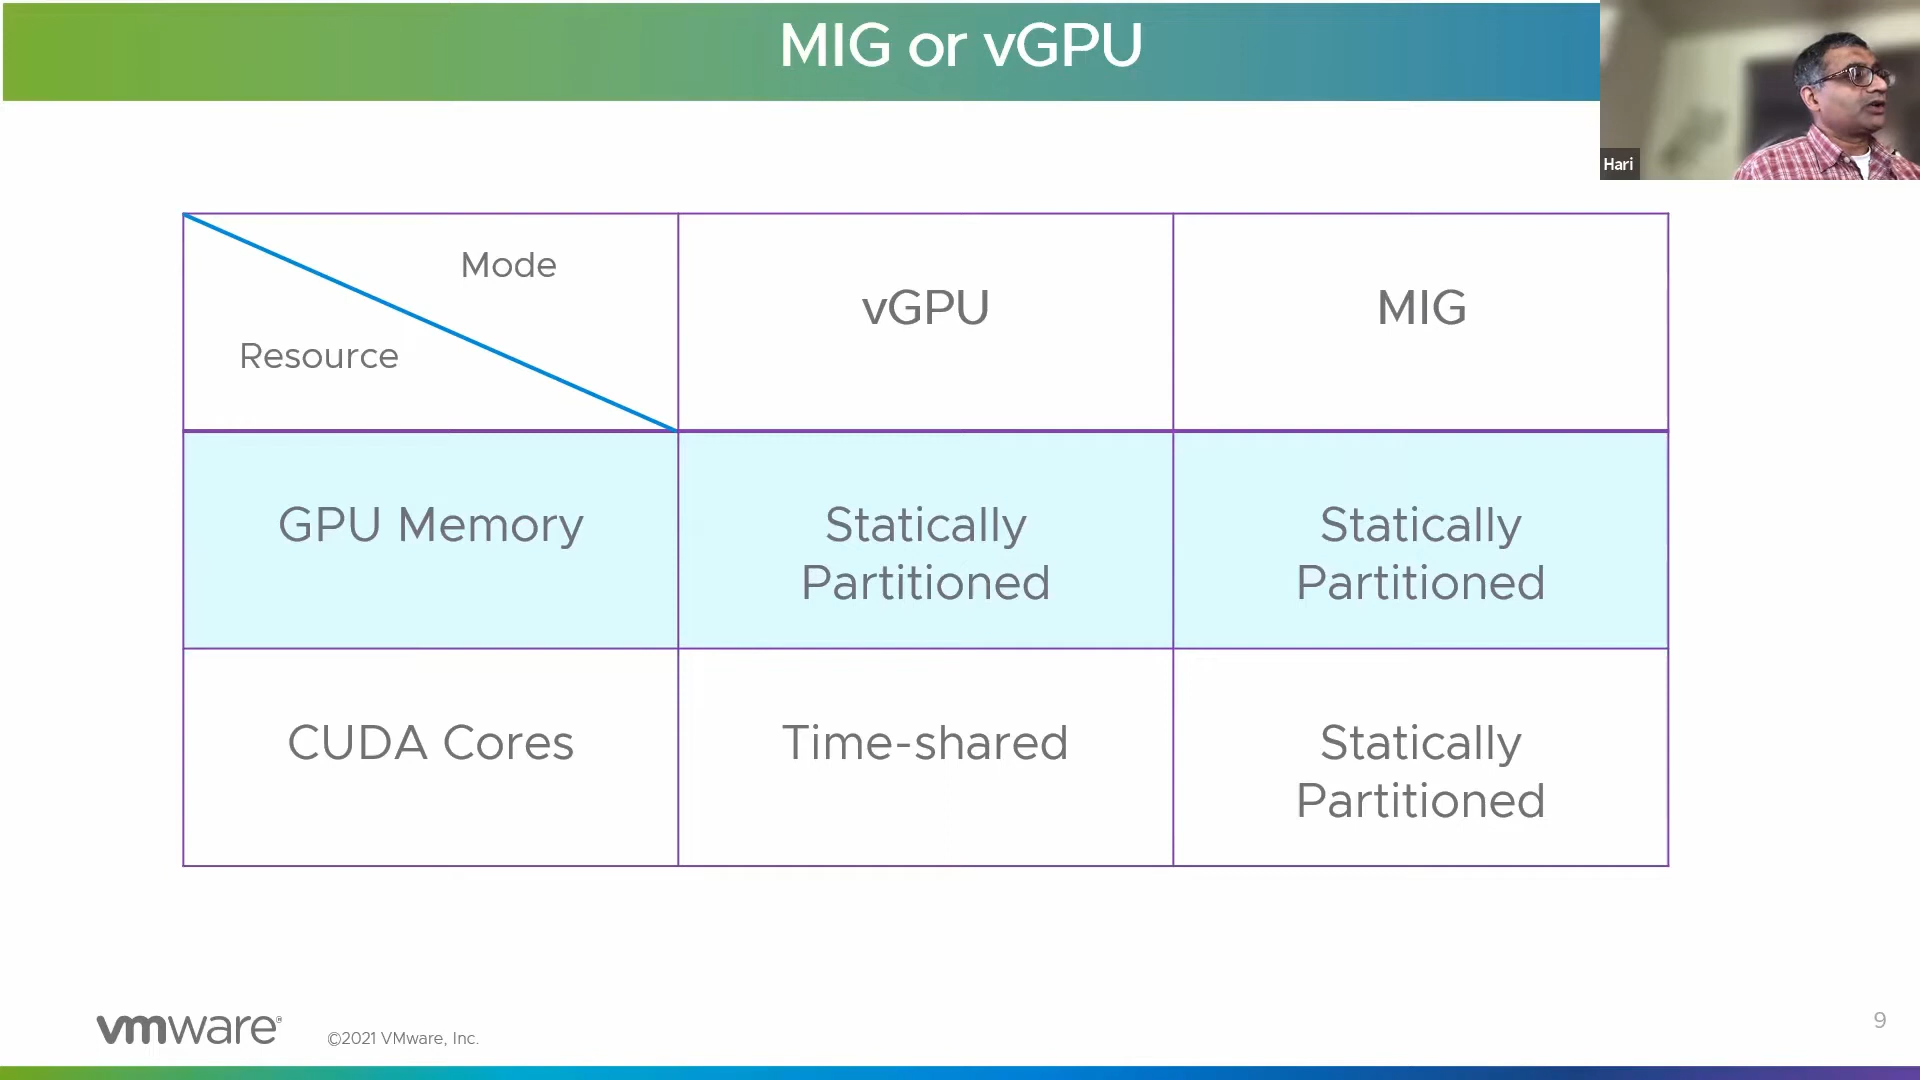 MIG or vGPU
Hari
Mode
Resource
vGPU
MIG
GPU Memory
Statically
Partitioned
Statically
Partitioned
CUDA Cores
Time-shared
Statically
Partitioned
vmware®
©2021 VMware, Inc.
9